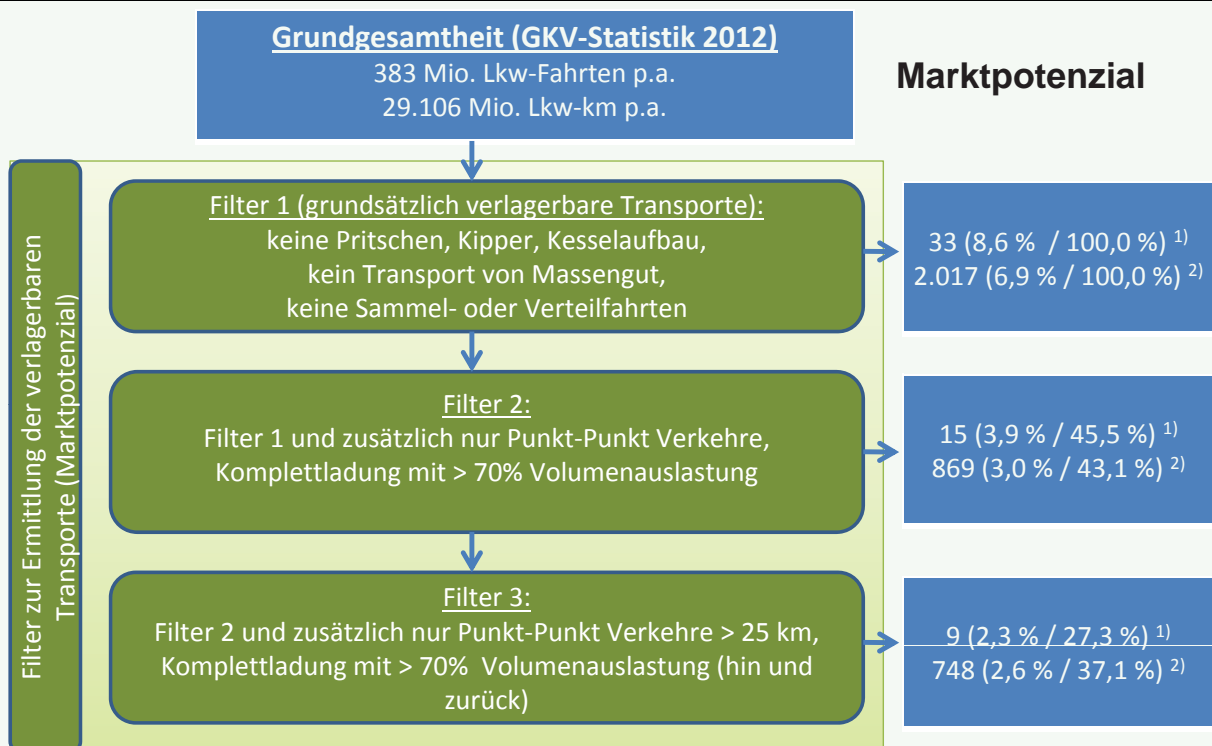 Grundgesamtheit (GKV-Statistik 2012)
383 Mio. Lkw-Fahrten p.a.
29.106 Mio. Lkw-km p.a.
Marktpotenzial
Filter zur Ermittlung der verlagerbaren
Transporte (Marktpotenzial)
Filter 1 (grundsätzlich verlagerbare Transporte):
keine Pritschen, Kipper, Kesselaufbau,
kein Transport von Massengut,
keine Sammel- oder Verteilfahrten
33 (8,6 % / 100,0 %) 1)
2.017 (6,9 % / 100,0 %) 2)
Filter 2:
Filter 1 und zusätzlich nur Punkt-Punkt Verkehre,
Komplettladung mit > 70% Volumenauslastung
15 (3,9 % / 45,5 %) 1)
869 (3,0 % / 43,1 %) 2)
Filter 3:
Filter 2 und zusätzlich nur Punkt-Punkt Verkehre > 25 km,
Komplettladung mit > 70% Volumenauslastung (hin und
zurück)
9 (2,3 % / 27,3 %) 1)
748 (2,6 % / 37,1 %) 2)